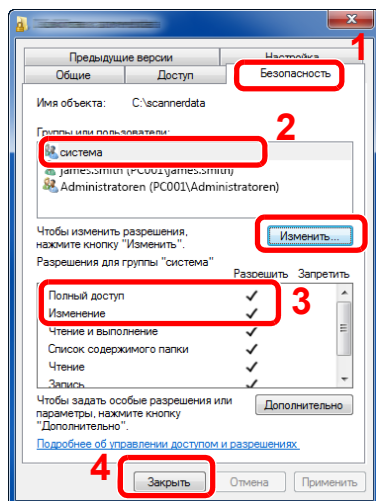 1
Предыдущие версии Настройка
Общие Доступ Безопасность
Имя объекта: C:\scannerdata
Группы или пользователи:
2
система
james.smith (PC001\james.smith)
Administratoren (PC001\Administratoren)
Чтобы изменить разрешения,
нажмите кнопку "Изменить".
Изменить...
Разрешения для группы "система"
Разрешить Запретить
3
Полный доступ
Изменение
Чтение и выполнение
Список содержимого папки
Чтение
Запись
Чтобы задать особые разрешения или
параметры, нажмите кнопку
"Дополнительно".
Дополнительно
Подробнее об управлении доступом и разрешениях
4
Закрыть Отмена Применить